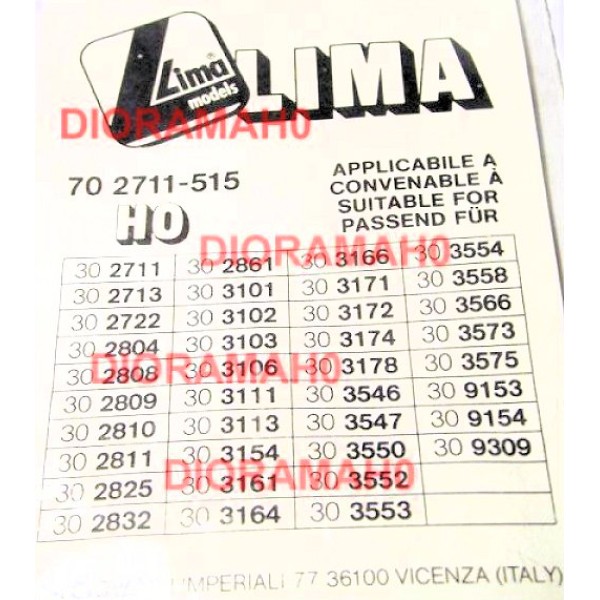 Lima®
models
LIMA
DIORAMAH0
70 2711-515
HO
APPLICABILE A
CONVENABLE À
SUITABLE FOR
PASSEND FÜR
DIORAMAH0
30 2711 30 2861 30 3166 30 3554
30 2713 30 3101 30 3171 30 3558
30 2722 30 3102 30 3172 30 3566
30 2804 30 3103 30 3174 30 3573
30 2808 30 3106 30 3178 30 3575
DIORAMAH0
30 2809 30 3111 30 3546 30 9153
30 2810 30 3113 30 3547 30 9154
30 2811 30 3154 30 3550 30 9309
DIORAMAH0
30 2825 30 3161 30 3552
30 2832 30 3164 30 3553
IMPERIALI 77 36100 VICENZA (ITALY)